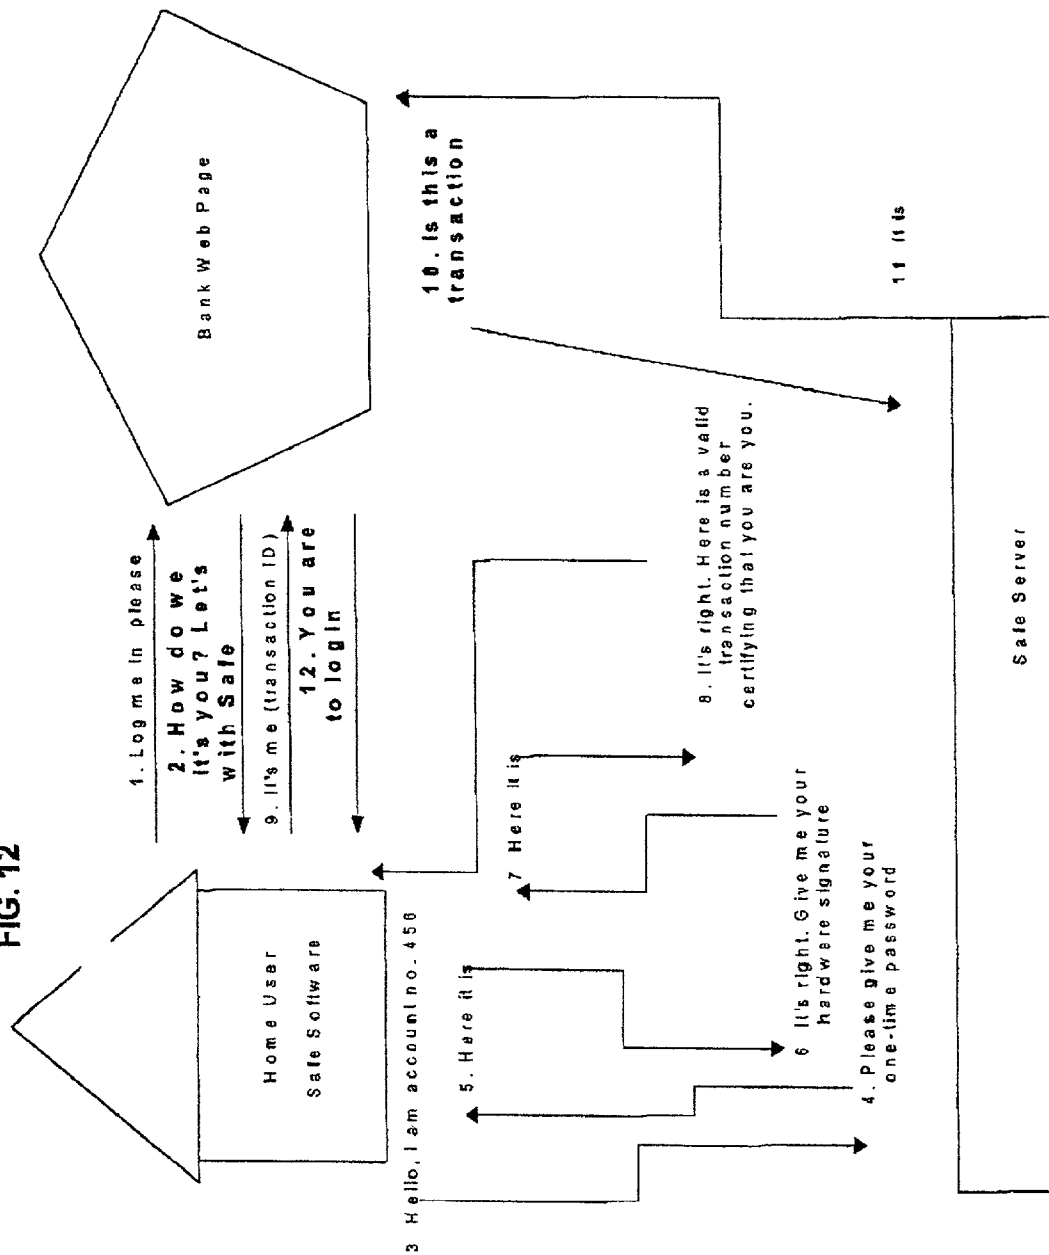 FIG. 12
1. Log me in please
2. How do we
it's you? Let's
with Safe
9. It's me (transaction ID)
12. You are
to login
Bank Web Page
Home User
Safe Software
3 Hello, I am account no. 456
5. Here it is
7 Here it is
10. Is this a
transaction
6 It's right. Give me your
hardware signature
4. Please give me your
one-time password
8. It's right. Here is a valid
transaction number
certifying that you are you.
11 It is
Safe Server